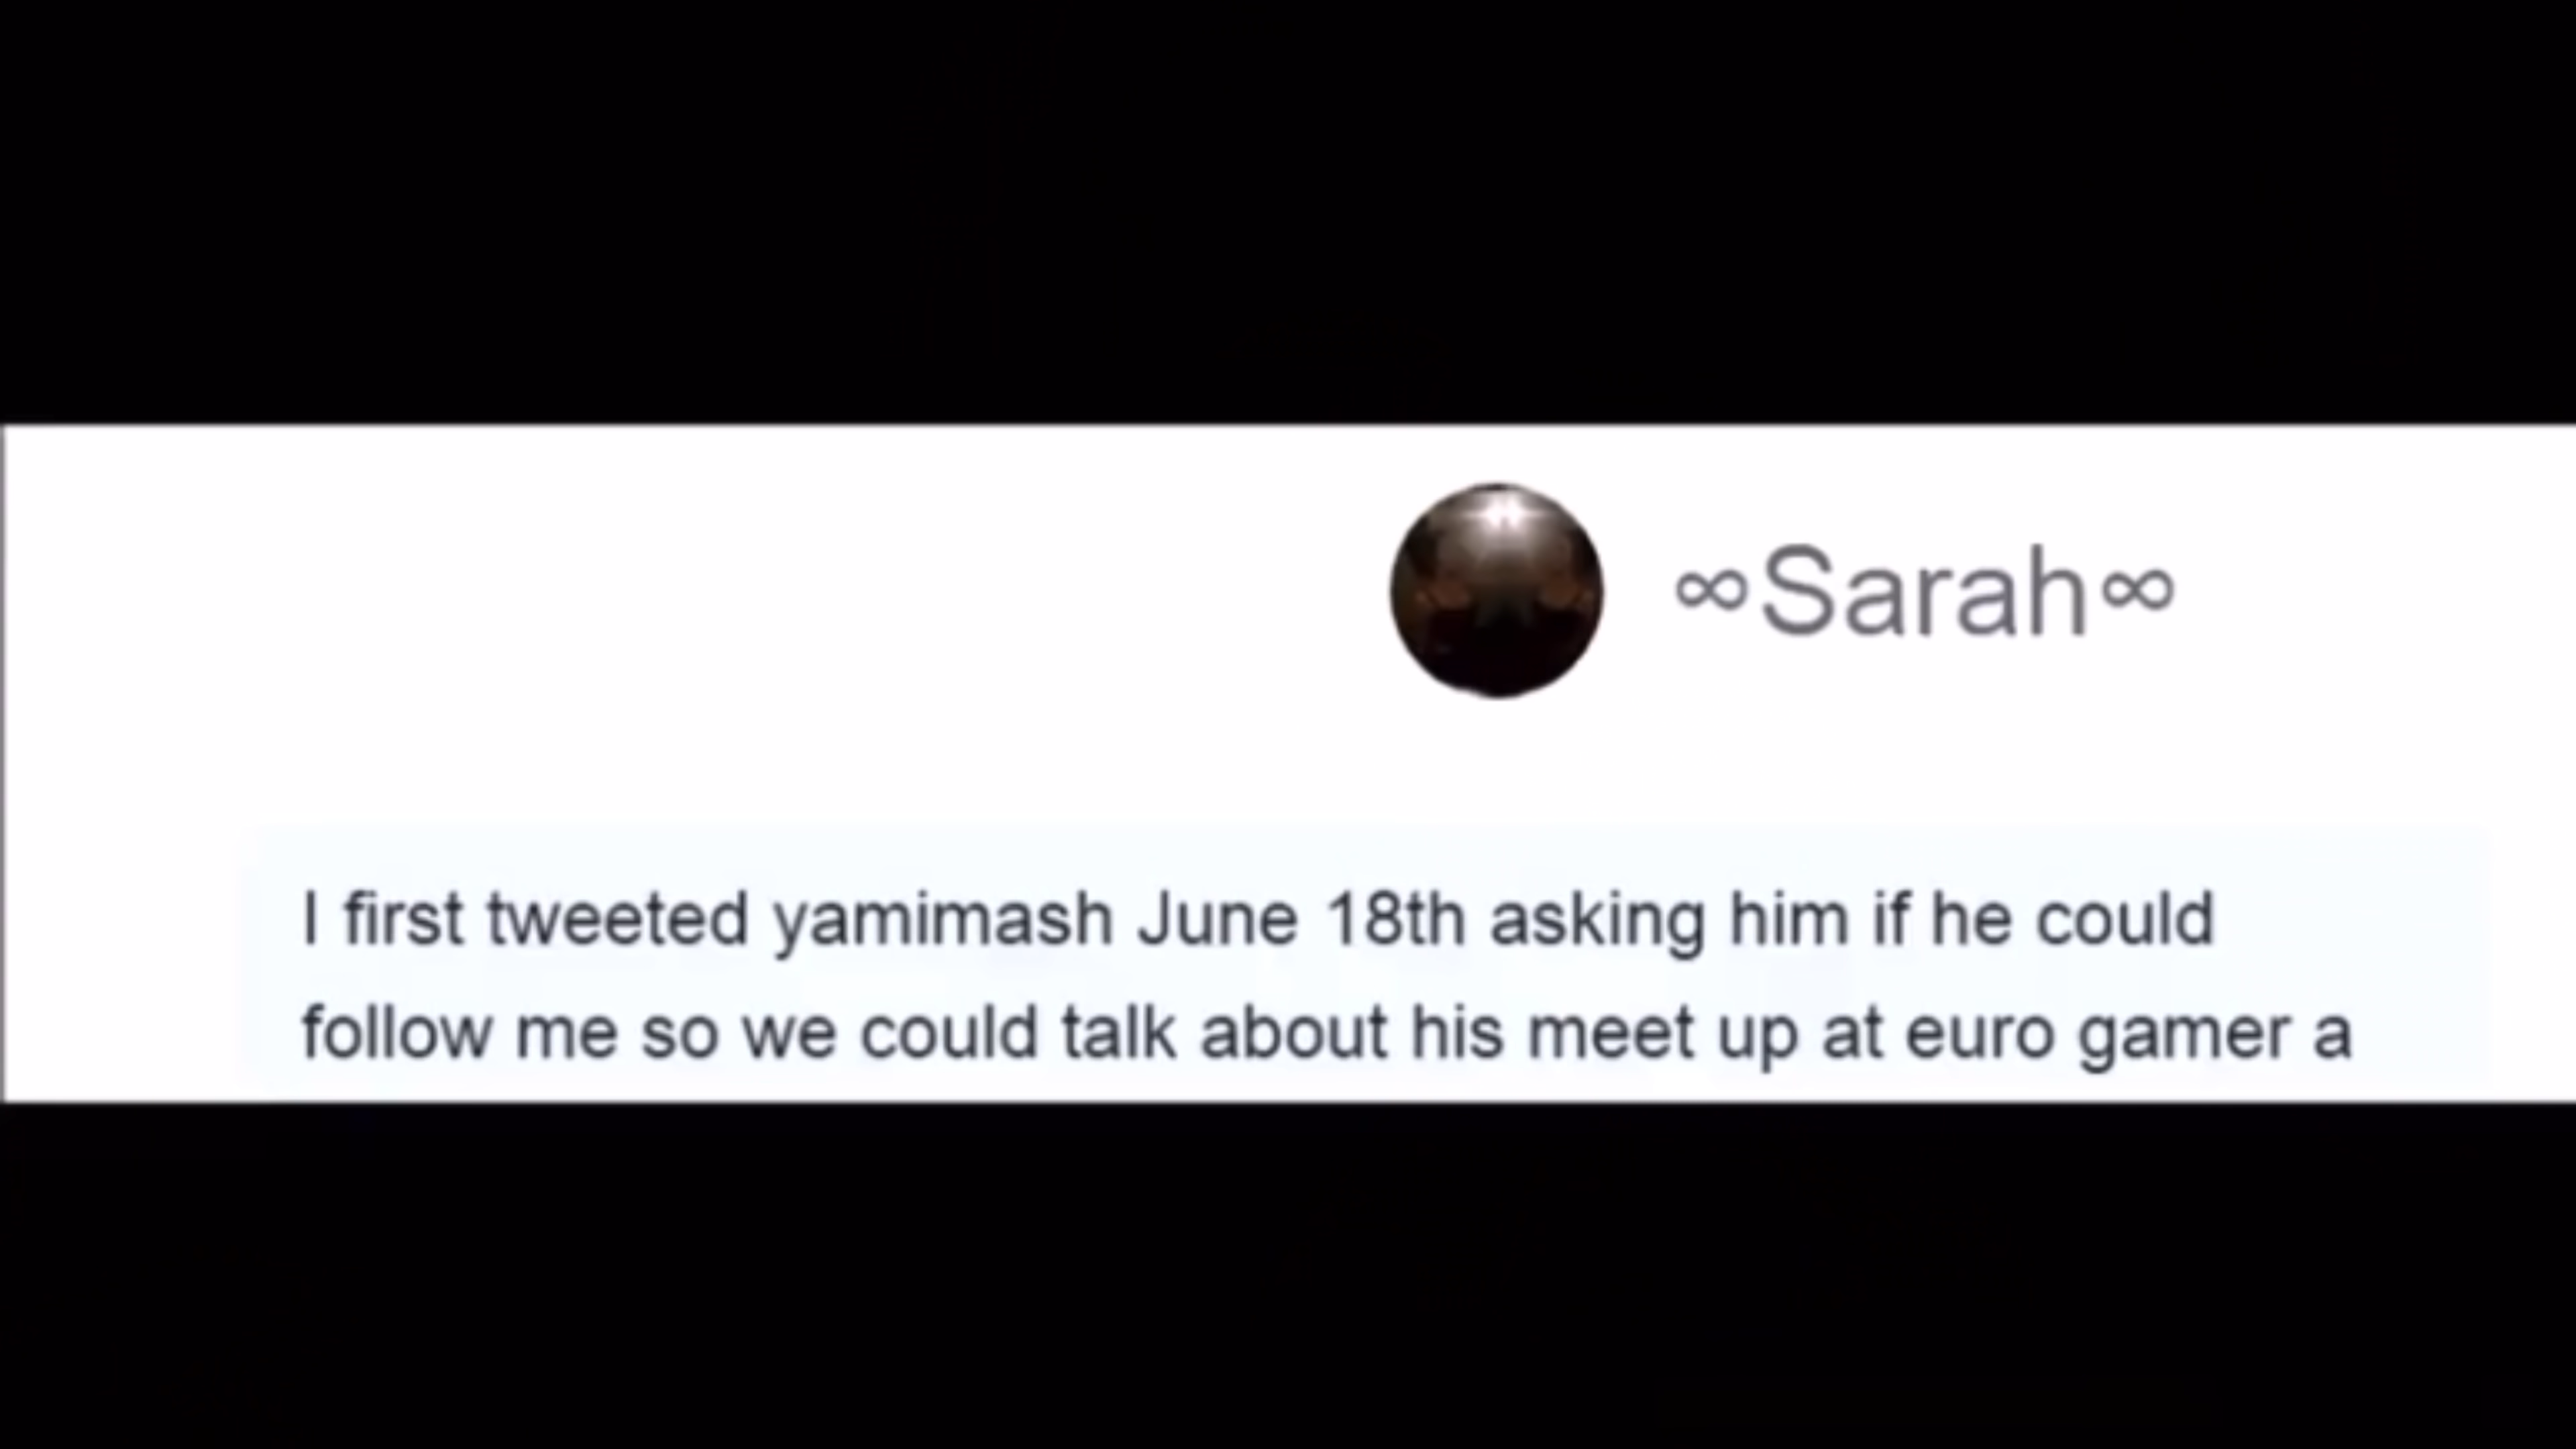 ∞Sarah∞
I first tweeted yamimash June 18th asking him if he could
follow me so we could talk about his meet up at euro gamer a